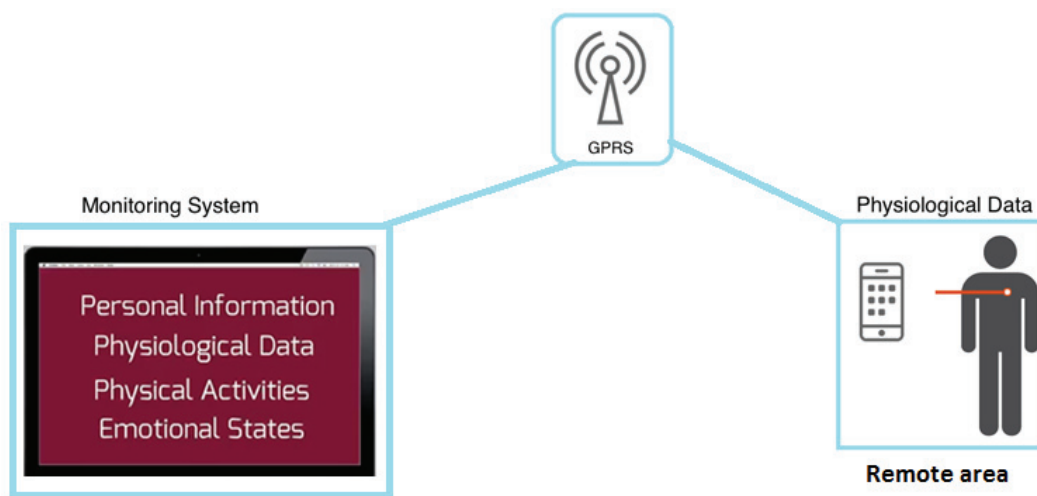 GPRS
Monitoring System
Physiological Data
Personal Information
Physiological Data
Physical Activities
Emotional States
Remote area